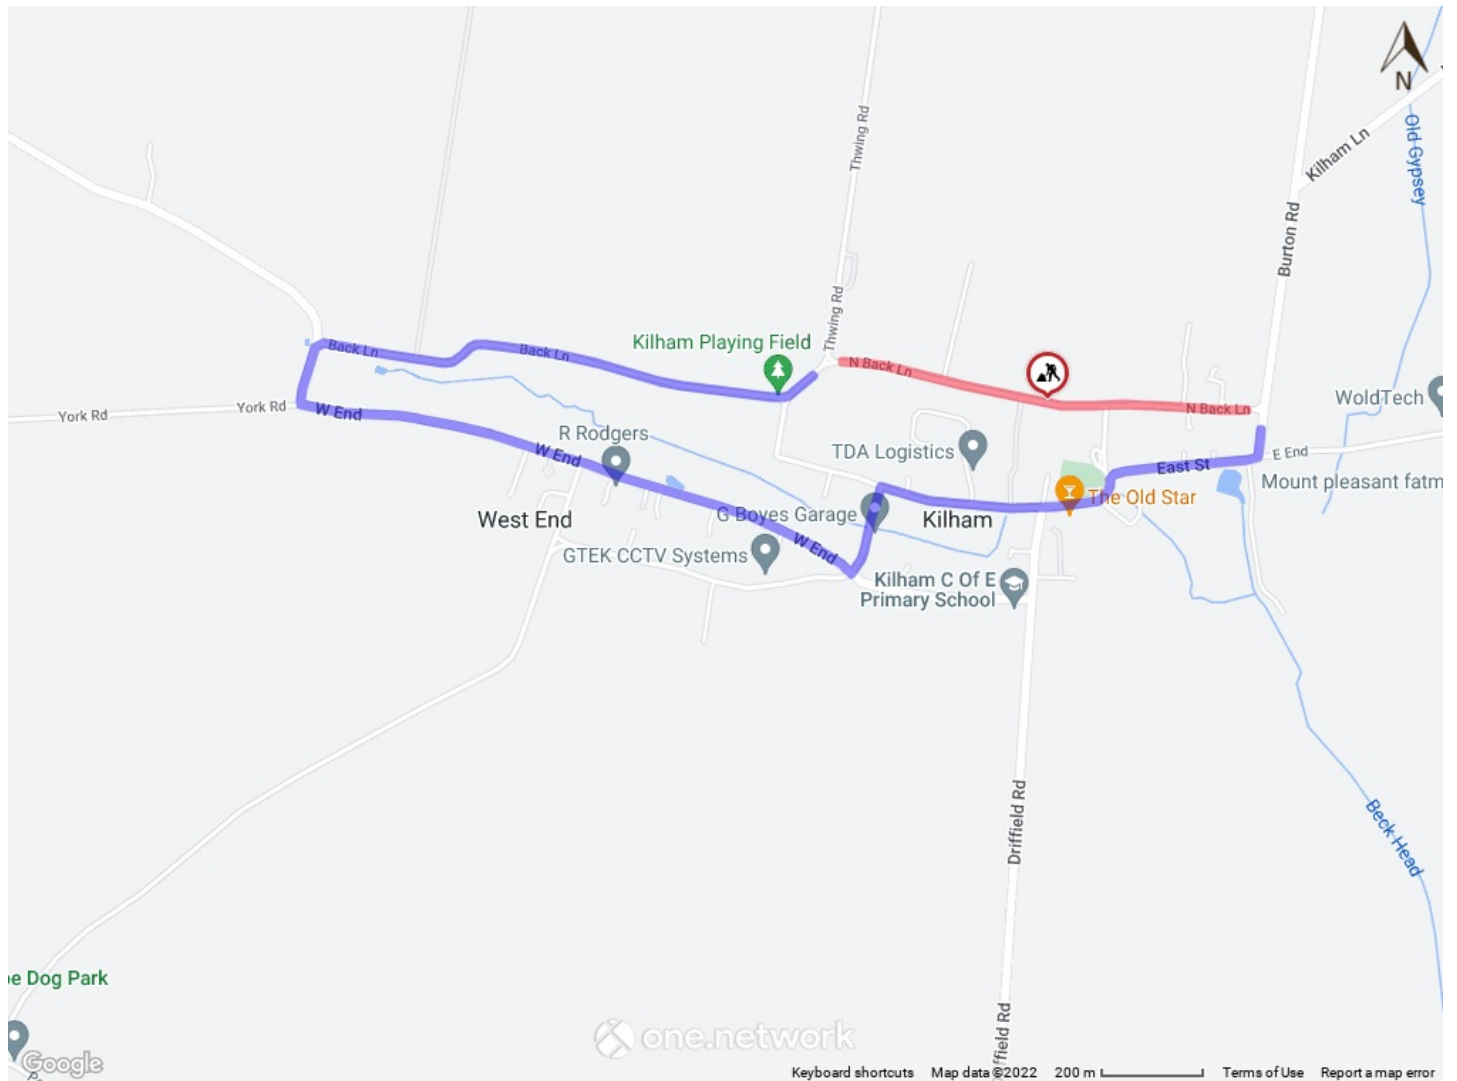 N
Kilham Ln
Old Gypsey
Thwing Rd
Burton Rd
Thwing Rd
Kilham Playing Field
Back Ln
Back Ln
N Back Ln
N Back Ln
WoldTech
York Rd
York Rd
W End
R Rodgers
W End
TDA Logistics
East St
E End
Mount pleasant fatm
The Old Star
West End
G Boyes Garage
Kilham
W End
GTEK CCTV Systems
Kilham C Of E
Primary School
Driffield Rd
Beck Head
oe Dog Park
ffield Rd
one.network
Google
Keyboard shortcuts Map data ©2022 200 m Terms of Use Report a map error